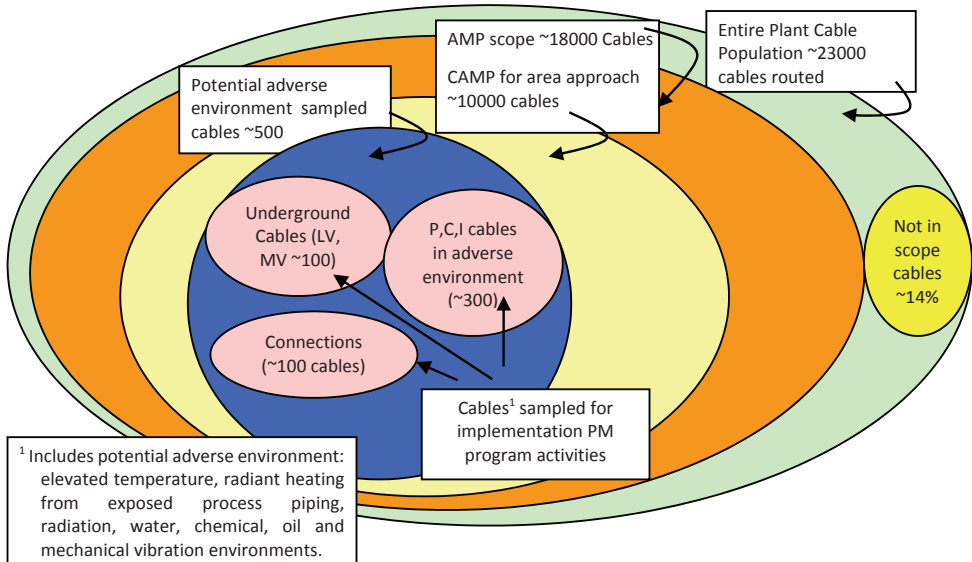 AMP scope ~18000 Cables
CAMP for area approach
~10000 cables
Entire Plant Cable
Population ~23000
cables routed
Potential adverse
environment sampled
cables ~500
Underground
Cables (LV,
MV ~100)
P,C,I cables
in adverse
environment
(~300)
Not in
scope
cables
~14%
Connections
(~100 cables)
Cables¹ sampled for
implementation PM
program activities
¹ Includes potential adverse environment:
elevated temperature, radiant heating
from exposed process piping,
radiation, water, chemical, oil and
mechanical vibration environments.